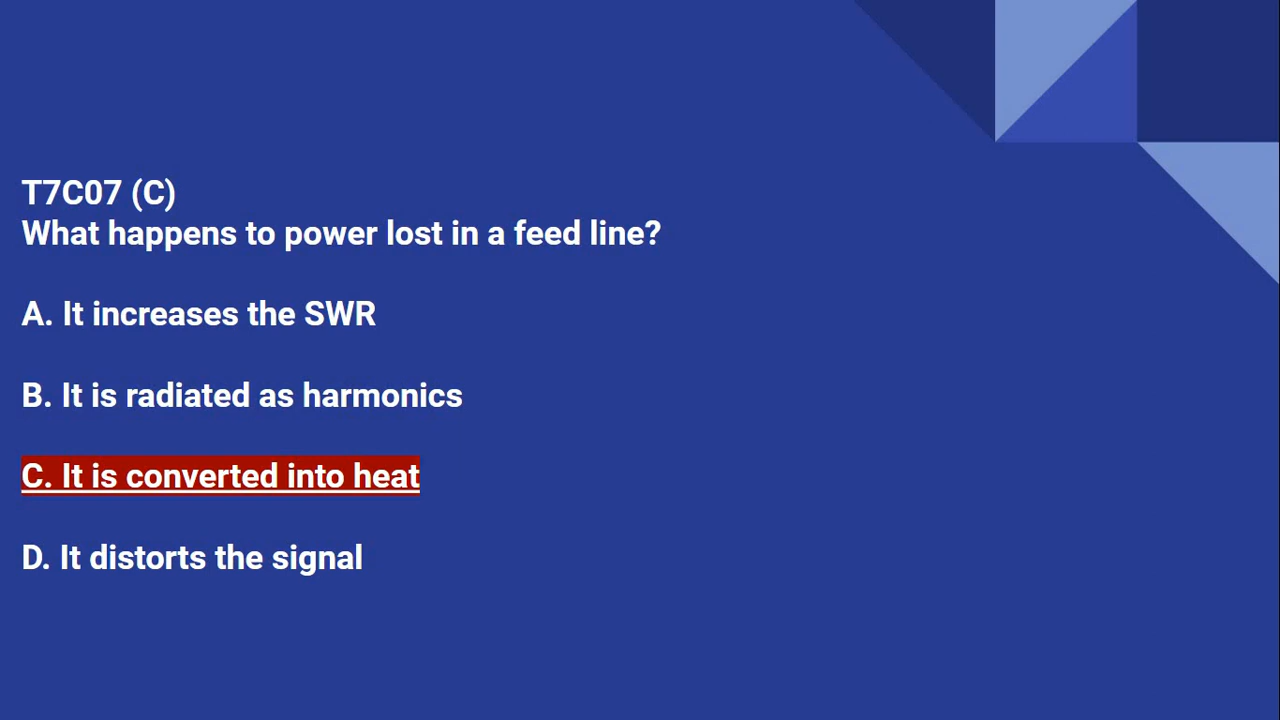 T7C07 (C)
What happens to power lost in a feed line?
A. It increases the SWR
B. It is radiated as harmonics
C. It is converted into heat
D. It distorts the signal